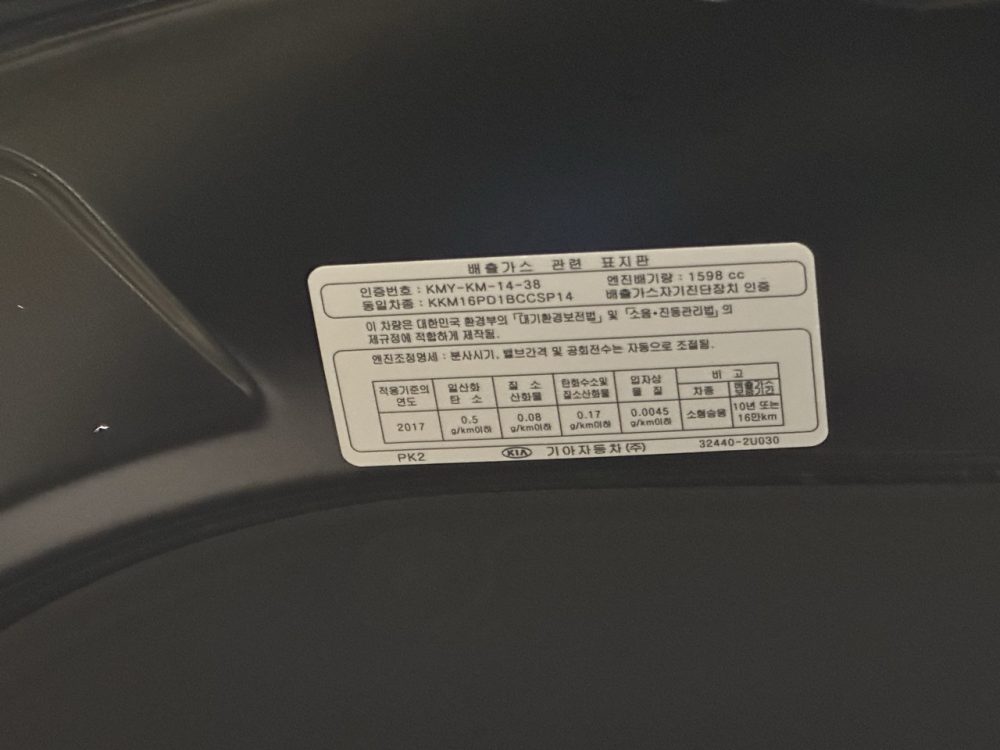 배출가스 관련 표지판
인증번호 : KMY-KM-14-38 엔진배기량 : 1598 cc
동일차종 : KKM16PD1BCCSP14 배출가스자기진단장치 인증
이 차량은 대한민국 환경부의 「대기환경보전법」 및 「소음·진동관리법」의
제규정에 적합하게 제작됨.
엔진조정명세 : 분사시기, 밸브간격 및 공회전수는 자동으로 조절됨.
적용기준의 연도 일산화 탄소 질소 산화물 탄화수소및 질소산화물 입자상 물질 비고
차종 배출가스 보증기간
2017 0.5 g/km이하 0.08 g/km이하 0.17 g/km이하 0.0045 g/km이하 소형승용 10년 또는 16만km
PK2 KIA 기아자동차(주) 32440-2U030